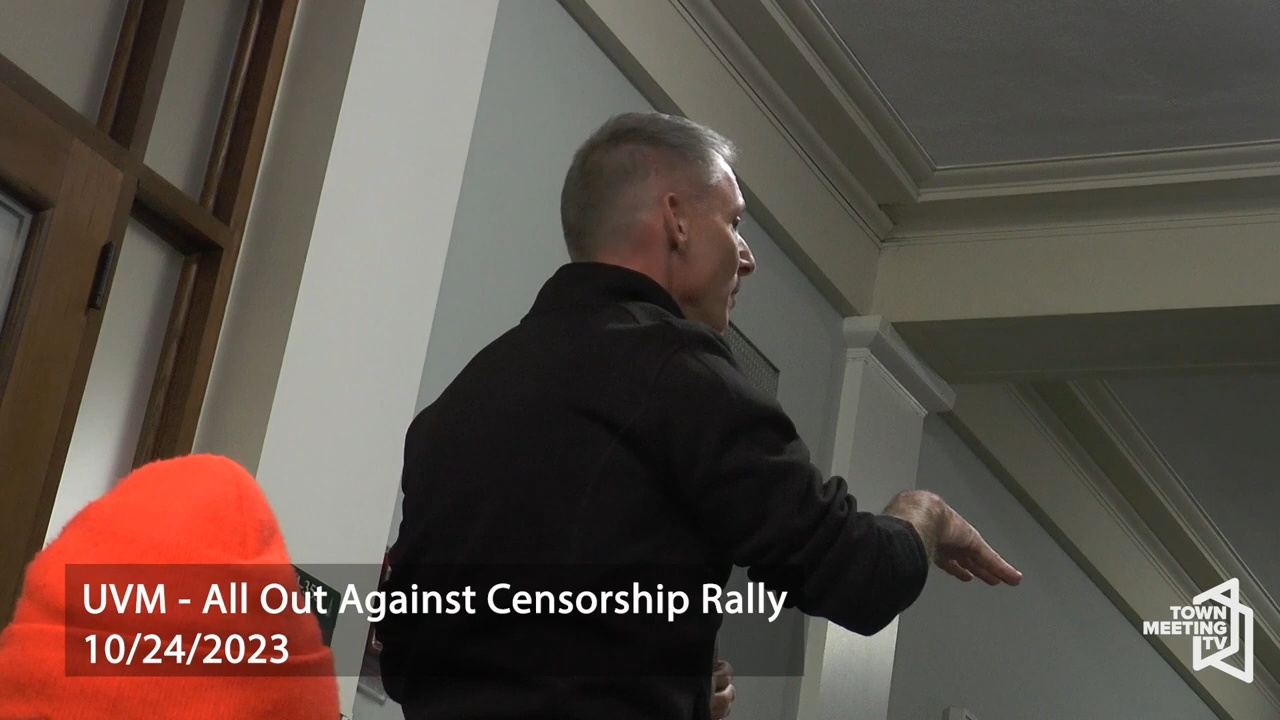 UVM - All Out Against Censorship Rally
10/24/2023
TOWN
MEETING
TV